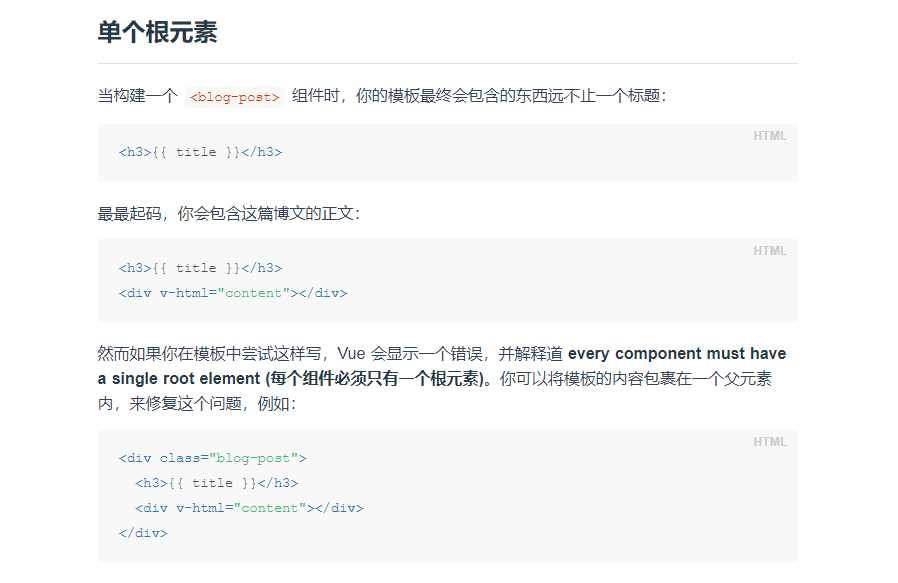 单个根元素
当构建一个 <blog-post> 组件时，你的模板最终会包含的东西远不止一个标题：
HTML
<h3>{{ title }}</h3>
最最起码，你会包含这篇博文的正文：
HTML
<h3>{{ title }}</h3>
<div v-html="content"></div>
然而如果你在模板中尝试这样写，Vue 会显示一个错误，并解释道 every component must have
a single root element (每个组件必须只有一个根元素)。你可以将模板的内容包裹在一个父元素
内，来修复这个问题，例如：
HTML
<div class="blog-post">
  <h3>{{ title }}</h3>
  <div v-html="content"></div>
</div>